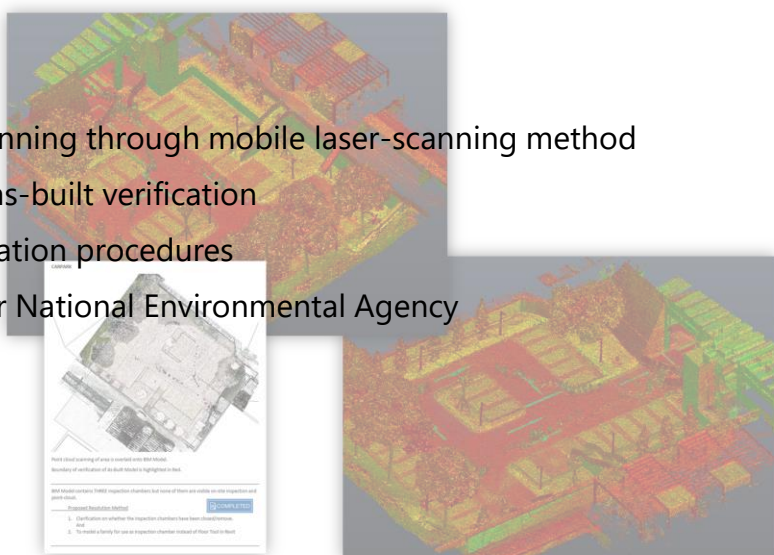 nning through mobile laser-scanning method
as-built verification
ation procedures
r National Environmental Agency
CARPARK
Point cloud scanning of area is overlaid onto BIM Model.
Boundary of verification of As-Built Model is highlighted in Red.
BIM Model contains THREE inspection chambers but none of them are visible on site inspection and
point cloud.
Proposed Resolution Method
COMPLETED
1. Clarification on whether the inspection chambers have been closed/remove.
And
2. To model a family for use as inspection chamber instead of Floor Tool in Revit